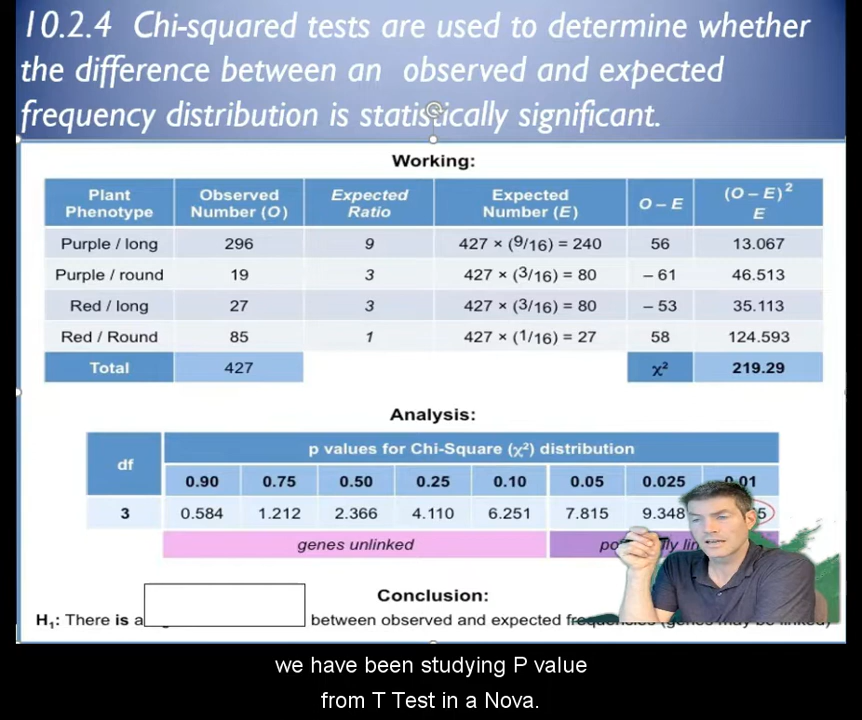 10.2.4 Chi-squared tests are used to determine whether
the difference between an observed and expected
frequency distribution is statistically significant.
Working:
Plant Phenotype Observed Number (O) Expected Ratio Expected Number (E) O – E (O – E)² E
Purple / long 296 9 427 × (9/16) = 240 56 13.067
Purple / round 19 3 427 × (3/16) = 80 – 61 46.513
Red / long 27 3 427 × (3/16) = 80 – 53 35.113
Red / Round 85 1 427 × (1/16) = 27 58 124.593
Total 427 χ² 219.29
Analysis:
df p values for Chi-Square (χ²) distribution
0.90 0.75 0.50 0.25 0.10 0.05 0.025 0.01
3 0.584 1.212 2.366 4.110 6.251 7.815 9.348
genes unlinked
Conclusion:
H₁: There is a between observed and expected
we have been studying P value
from T Test in a Nova.